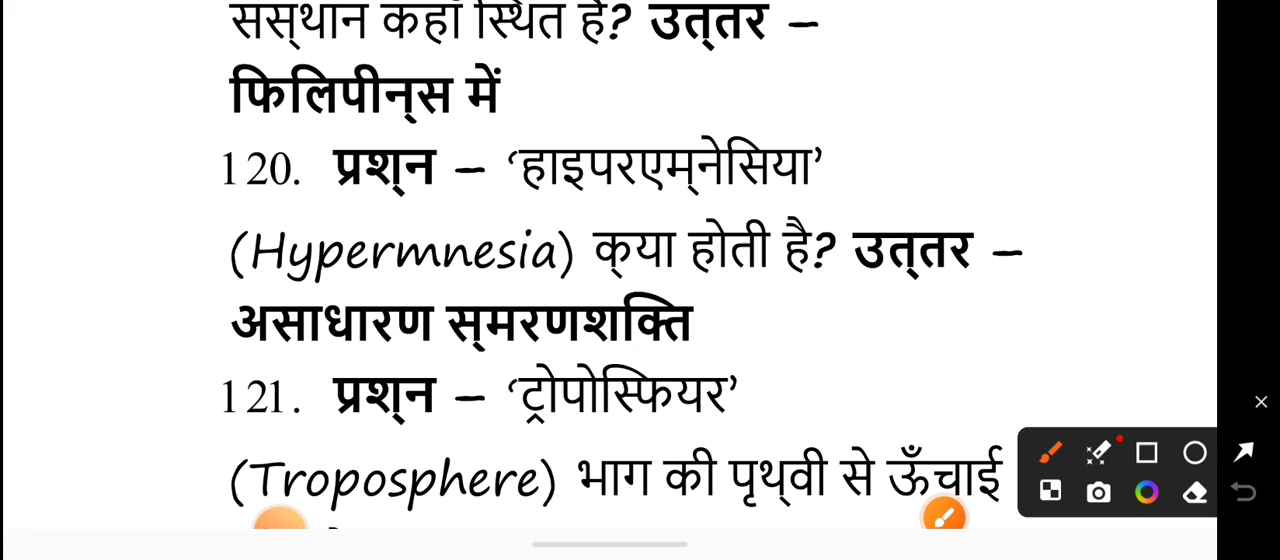 संस्थान कहाँ स्थित है? उत्तर –
फिलिपीन्स में
120. प्रश्न – ‘हाइपरएम्नेसिया’
(Hypermnesia) क्या होती है? उत्तर –
असाधारण स्मरणशक्ति
121. प्रश्न – ‘ट्रोपोस्फियर’
(Troposphere) भाग की पृथ्वी से ऊँचाई